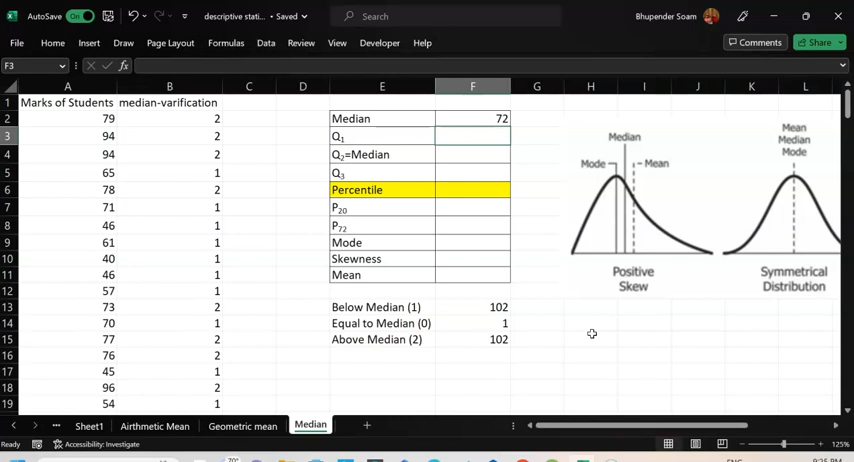 AutoSave On descriptive stati... • Saved Search Bhupender Soam
File Home Insert Draw Page Layout Formulas Data Review View Developer Help Comments Share
F3 fx
A B C D E F G H I J K L
1 Marks of Students median-varification
2 79 2 Median 72
3 94 2 Q1
4 94 2 Q2=Median
5 65 1 Q3
6 78 2 Percentile
7 71 1 P20
8 46 1 P72
9 61 1 Mode
10 40 1 Skewness
11 46 1 Mean
12 57 1
13 73 2 Below Median (1) 102
14 70 1 Equal to Median (0) 1
15 77 2 Above Median (2) 102
16 76 2
17 45 1
18 96 2
19 54 1
Median
Mode Mean
Positive
Skew
Mean
Median
Mode
Symmetrical
Distribution
... Sheet1 Airthmetic Mean Geometric mean Median +
Ready Accessibility: Investigate 125%
70°